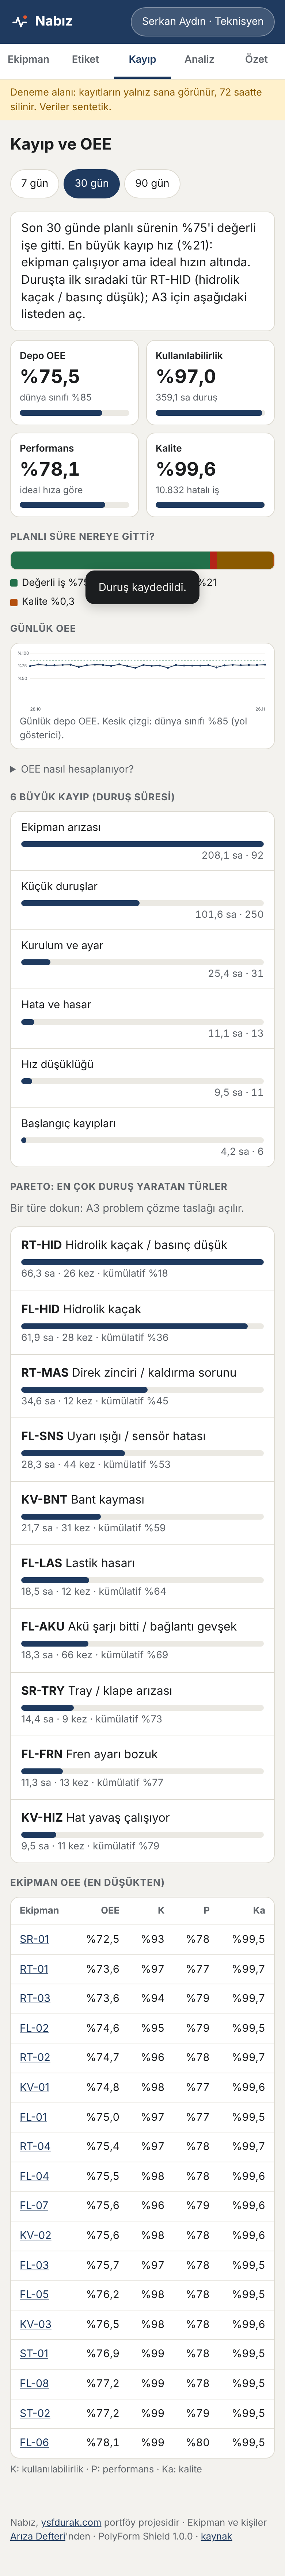 Nabız
Serkan Aydın · Teknisyen
Ekipman Etiket Kayıp Analiz Özet
Deneme alanı: kayıtların yalnız sana görünür, 72 saatte
silinir. Veriler sentetik.
Kayıp ve OEE
7 gün 30 gün 90 gün
Son 30 günde planlı sürenin %75'i değerli
işe gitti. En büyük kayıp hız (%21):
ekipman çalışıyor ama ideal hızın altında.
Duruşta ilk sıradaki tür RT-HID (hidrolik
kaçak / basınç düşük); A3 için aşağıdaki
listeden aç.
Depo OEE
%75,5
dünya sınıfı %85
Kullanılabilirlik
%97,0
359,1 sa duruş
Performans
%78,1
ideal hıza göre
Kalite
%99,6
10.832 hatalı iş
PLANLI SÜRE NEREYE GİTTİ?
Değerli iş %21
Duruş kaydedildi.
Kalite %0,3
GÜNLÜK OEE
%100
%75
%50
28.10 26.11
Günlük depo OEE. Kesik çizgi: dünya sınıfı %85 (yol
gösterici).
OEE nasıl hesaplanıyor?
6 BÜYÜK KAYIP (DURUŞ SÜRESİ)
Ekipman arızası
208,1 sa · 92
Küçük duruşlar
101,6 sa · 250
Kurulum ve ayar
25,4 sa · 31
Hata ve hasar
11,1 sa · 13
Hız düşüklüğü
9,5 sa · 11
Başlangıç kayıpları
4,2 sa · 6
PARETO: EN ÇOK DURUŞ YARATAN TÜRLER
Bir türe dokun: A3 problem çözme taslağı açılır.
RT-HID Hidrolik kaçak / basınç düşük
66,3 sa · 26 kez · kümülatif %18
FL-HID Hidrolik kaçak
61,9 sa · 28 kez · kümülatif %36
RT-MAS Direk zinciri / kaldırma sorunu
34,6 sa · 12 kez · kümülatif %45
FL-SNS Uyarı ışığı / sensör hatası
28,3 sa · 44 kez · kümülatif %53
KV-BNT Bant kayması
21,7 sa · 31 kez · kümülatif %59
FL-LAS Lastik hasarı
18,5 sa · 12 kez · kümülatif %64
FL-AKU Akü şarjı bitti / bağlantı gevşek
18,3 sa · 66 kez · kümülatif %69
SR-TRY Tray / klape arızası
14,4 sa · 9 kez · kümülatif %73
FL-FRN Fren ayarı bozuk
11,3 sa · 13 kez · kümülatif %77
KV-HIZ Hat yavaş çalışıyor
9,5 sa · 11 kez · kümülatif %79
EKİPMAN OEE (EN DÜŞÜKTEN)
Ekipman OEE K P Ka
SR-01 %72,5 %93 %78 %99,5
RT-01 %73,6 %97 %77 %99,7
RT-03 %73,6 %94 %79 %99,7
FL-02 %74,6 %95 %79 %99,5
RT-02 %74,7 %96 %78 %99,7
KV-01 %74,8 %98 %77 %99,6
FL-01 %75,0 %97 %77 %99,5
RT-04 %75,4 %97 %78 %99,7
FL-04 %75,5 %98 %78 %99,6
FL-07 %75,6 %96 %79 %99,6
KV-02 %75,6 %98 %78 %99,6
FL-03 %75,7 %97 %78 %99,5
FL-05 %76,2 %98 %78 %99,5
KV-03 %76,5 %98 %78 %99,6
ST-01 %76,9 %99 %78 %99,5
FL-08 %77,2 %99 %78 %99,5
ST-02 %77,2 %99 %79 %99,5
FL-06 %78,1 %99 %80 %99,5
K: kullanılabilirlik · P: performans · Ka: kalite
Nabız, ysfdurak.com portföy projesidir · Ekipman ve kişiler
Arıza Defteri'nden · PolyForm Shield 1.0.0 · kaynak